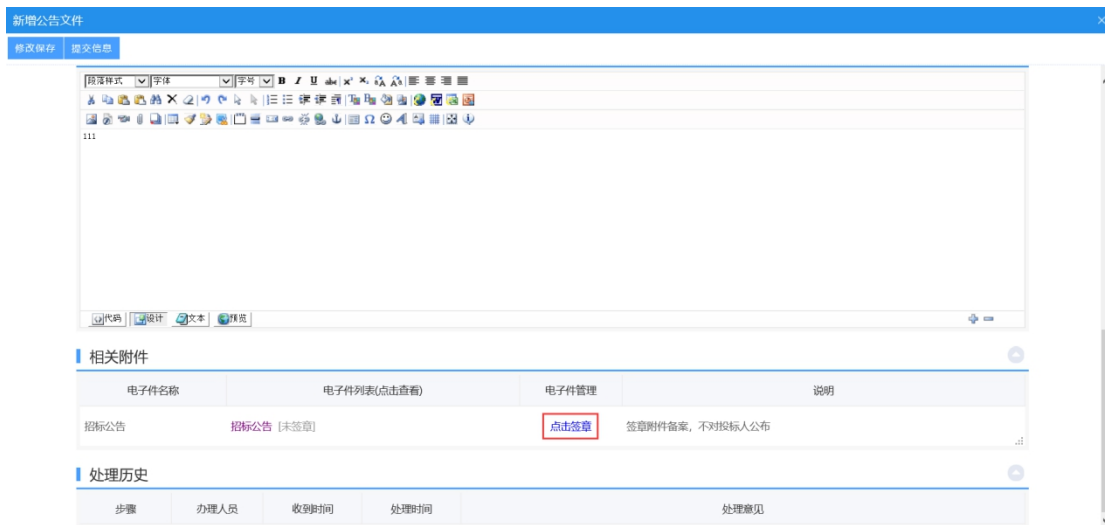 新增公告文件
修改保存 提交信息
段落样式 字体 字号 B I U abc x² x₂
111
代码 设计 文本 预览
相关附件
电子件名称 电子件列表(点击查看) 电子件管理 说明
招标公告 招标公告 [未签章] 点击签章 签章附件备案，不对投标人公布
处理历史
步骤 办理人员 收到时间 处理时间 处理意见